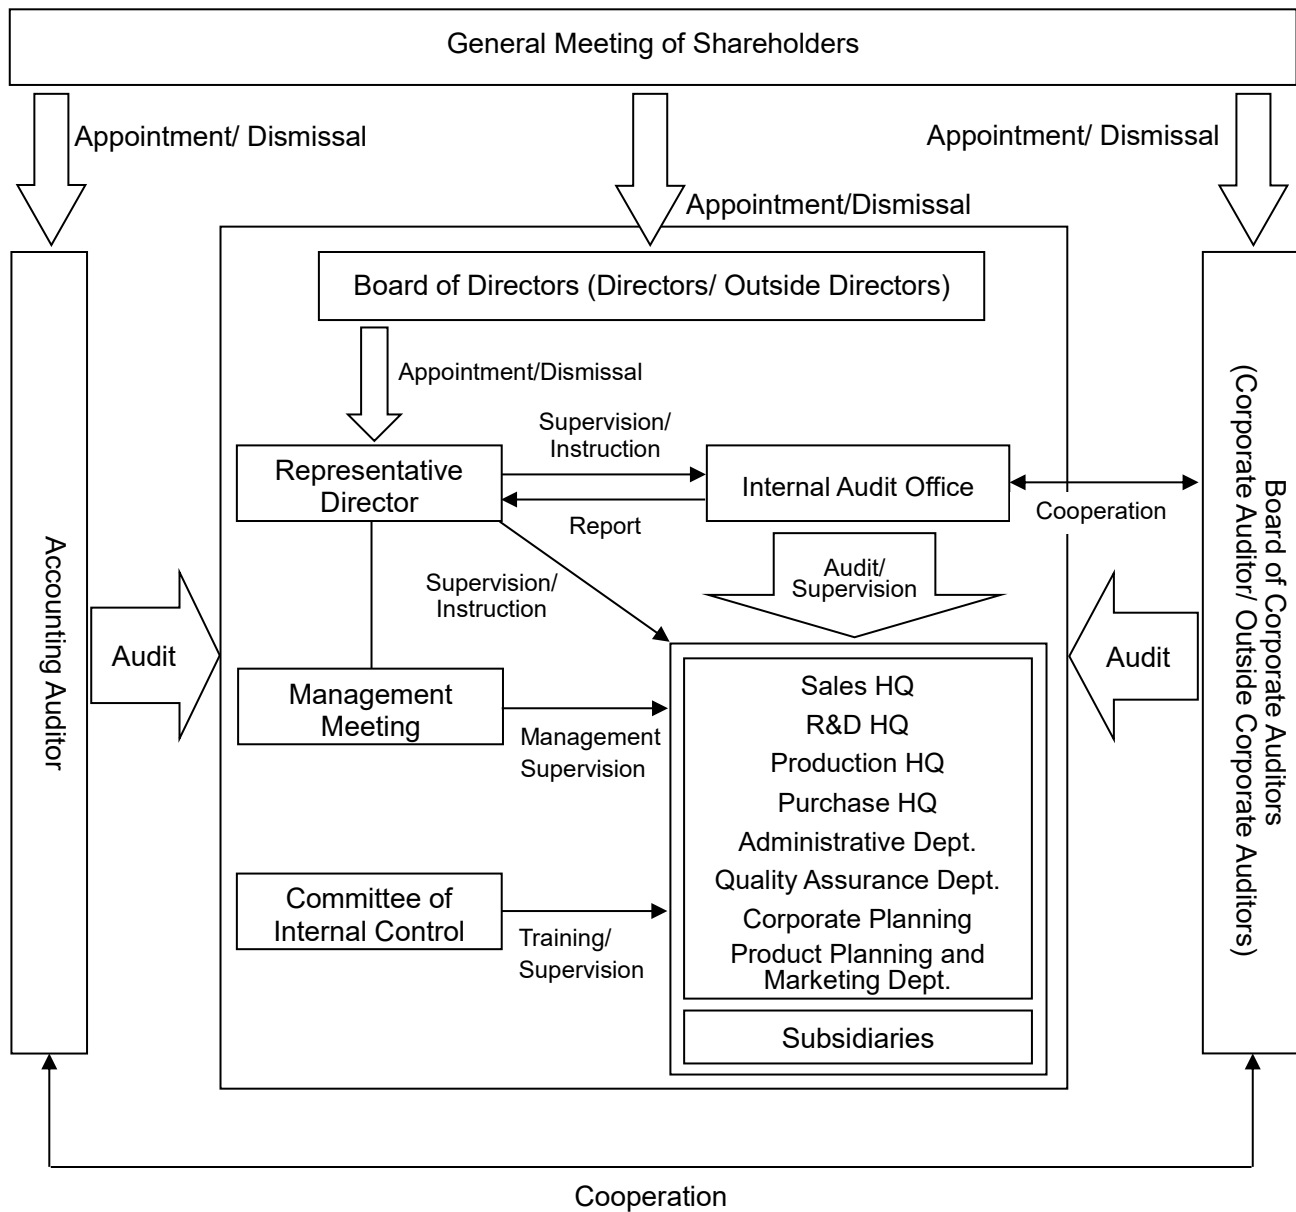 General Meeting of Shareholders
Appointment/ Dismissal
Appointment/ Dismissal
Appointment/Dismissal
Board of Directors (Directors/ Outside Directors)
Appointment/Dismissal
Supervision/
Instruction
Representative
Director
Internal Audit Office
Report
Cooperation
Supervision/
Instruction
Audit/
Supervision
Accounting Auditor
Audit
Audit
Board of Corporate Auditors
(Corporate Auditor/ Outside Corporate Auditors)
Management
Meeting
Management
Supervision
Sales HQ
R&D HQ
Production HQ
Purchase HQ
Administrative Dept.
Quality Assurance Dept.
Corporate Planning
Product Planning and
Marketing Dept.
Committee of
Internal Control
Training/
Supervision
Subsidiaries
Cooperation